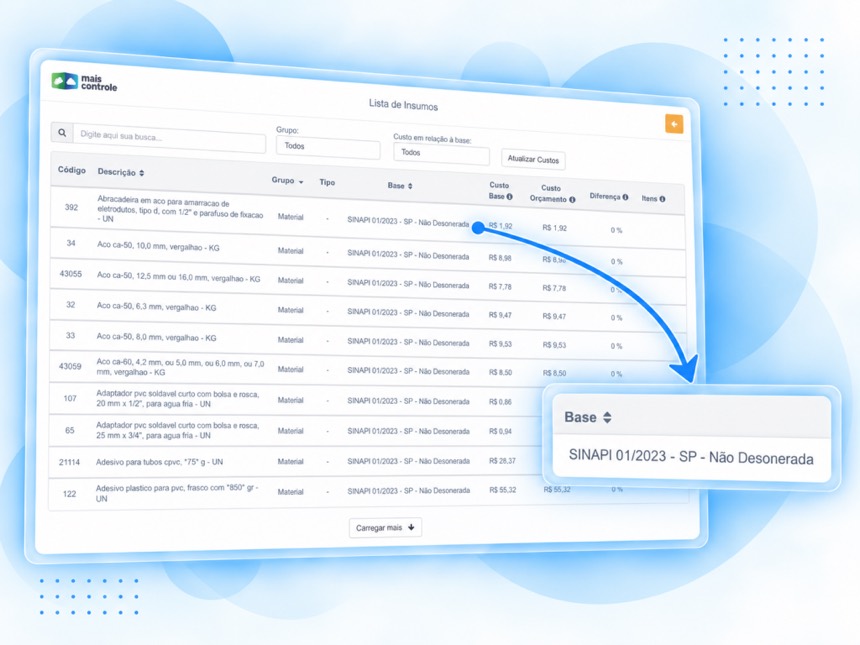 mais
controle
Lista de Insumos
Digite aqui sua busca...
Grupo:
Todos
Custo em relação à base:
Todos
Atualizar Custos
Código Descrição Grupo Tipo Base Custo Base Custo Orçamento Diferença Itens
392 Abracadeira em aco para amarracao de
eletrodutos, tipo d, com 1/2" e parafuso de fixacao
- UN Material - SINAPI 01/2023 - SP - Não Desonerada R$ 1,92 R$ 1,92 0 %
34 Aco ca-50, 10,0 mm, vergalhao - KG Material - SINAPI 01/2023 - SP - Não Desonerada R$ 8,98 R$ 8,98 0 %
43055 Aco ca-50, 12,5 mm ou 16,0 mm, vergalhao - KG Material - SINAPI 01/2023 - SP - Não Desonerada R$ 7,78 R$ 7,78 0 %
32 Aco ca-50, 6,3 mm, vergalhao - KG Material - SINAPI 01/2023 - SP - Não Desonerada R$ 9,47 R$ 9,47 0 %
33 Aco ca-50, 8,0 mm, vergalhao - KG Material - SINAPI 01/2023 - SP - Não Desonerada R$ 9,53 R$ 9,53 0 %
43059 Aco ca-60, 4,2 mm, ou 5,0 mm, ou 6,0 mm, ou 7,0
mm, vergalhao - KG Material - SINAPI 01/2023 - SP - Não Desonerada R$ 8,50 R$ 8,50 0 %
107 Adaptador pvc soldavel curto com bolsa e rosca,
20 mm x 1/2", para agua fria - UN Material - SINAPI 01/2023 - SP - Não Desonerada R$ 0,86
65 Adaptador pvc soldavel curto com bolsa e rosca,
25 mm x 3/4", para agua fria - UN Material - SINAPI 01/2023 - SP - Não Desonerada R$ 0,94
21114 Adesivo para tubos cpvc, *75* g - UN Material - SINAPI 01/2023 - SP - Não Desonerada R$ 28,37
122 Adesivo plastico para pvc, frasco com *850* gr -
UN Material - SINAPI 01/2023 - SP - Não Desonerada R$ 55,32 R$ 55,32 0 %
Carregar mais
Base
SINAPI 01/2023 - SP - Não Desonerada